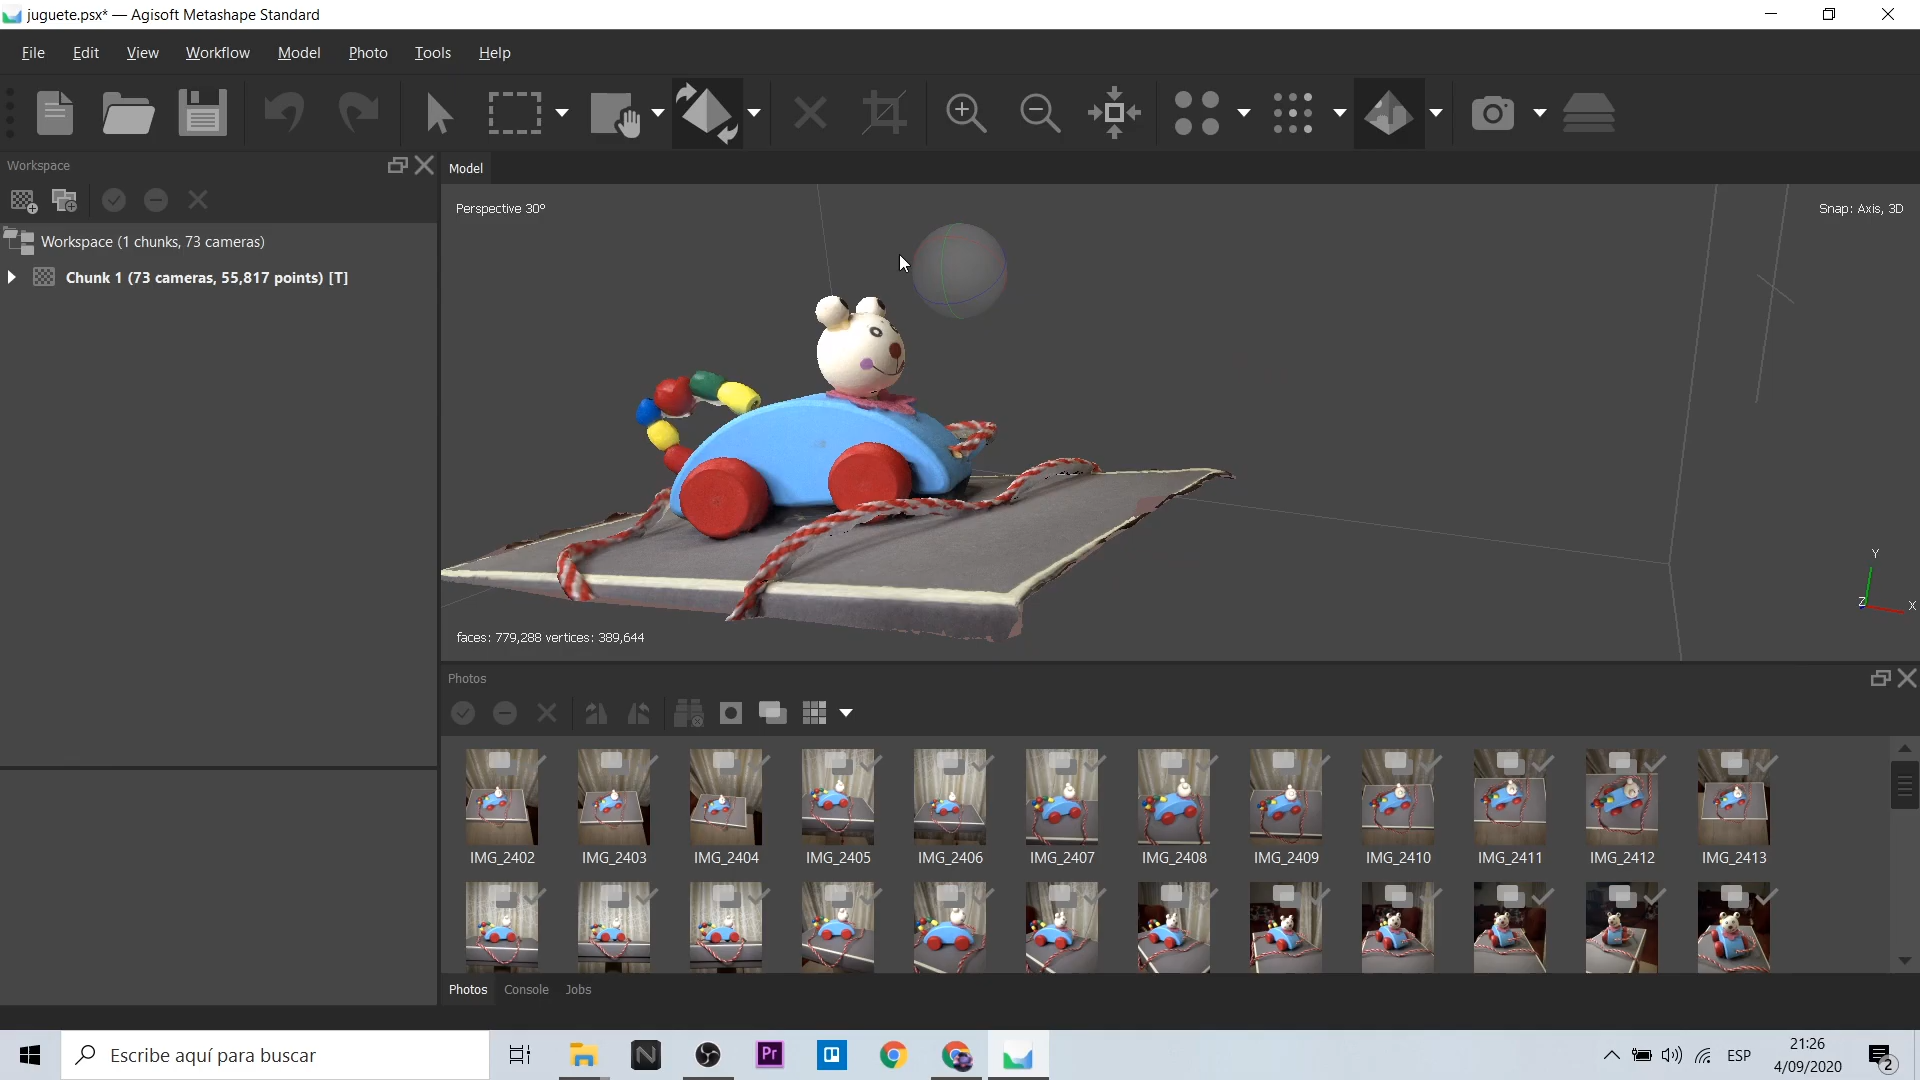 juguete.psx* — Agisoft Metashape Standard
File Edit View Workflow Model Photo Tools Help
Workspace
Model
Perspective 30°
Snap: Axis, 3D
Workspace (1 chunks, 73 cameras)
Chunk 1 (73 cameras, 55,817 points) [T]
Y
Z
X
faces: 779,288 vertices: 389,644
Photos
IMG_2402 IMG_2403 IMG_2404 IMG_2405 IMG_2406 IMG_2407 IMG_2408 IMG_2409 IMG_2410 IMG_2411 IMG_2412 IMG_2413
Photos Console Jobs
Escribe aquí para buscar
N
Pr
ESP
21:26
4/09/2020
2